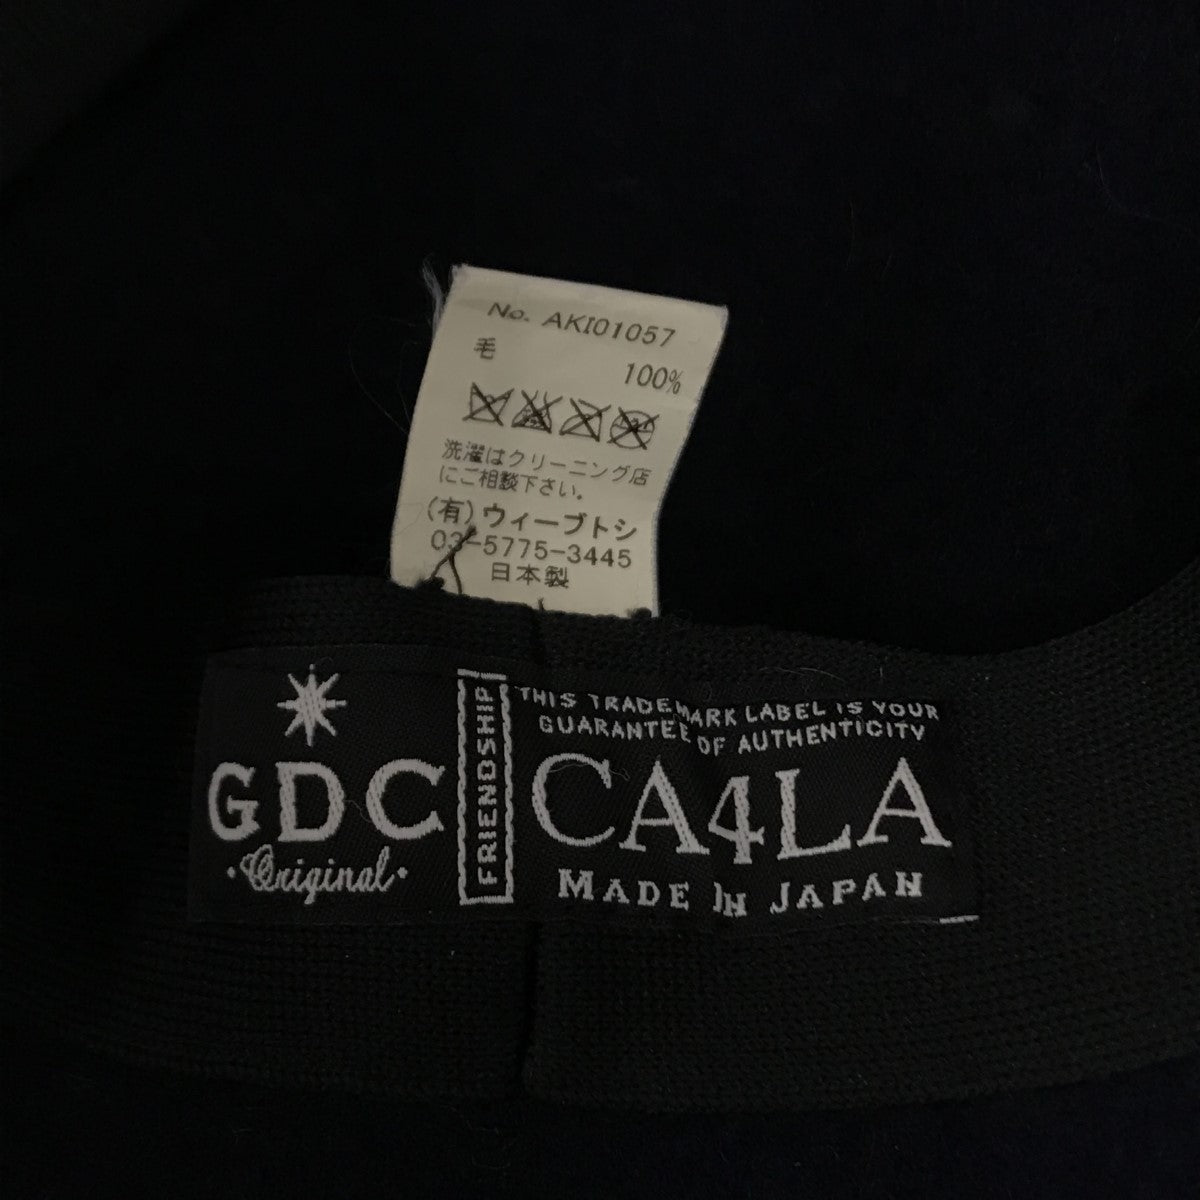 No. AKI01057
毛
100%
洗濯はクリーニング店
にご相談下さい。
(有)ウィーブトシ
03-5775-3445
日本製
GDC
·Original·
FRIENDSHIP
THIS TRADEMARK LABEL IS YOUR
GUARANTEE OF AUTHENTICITY
CA4LA
MADE IN JAPAN